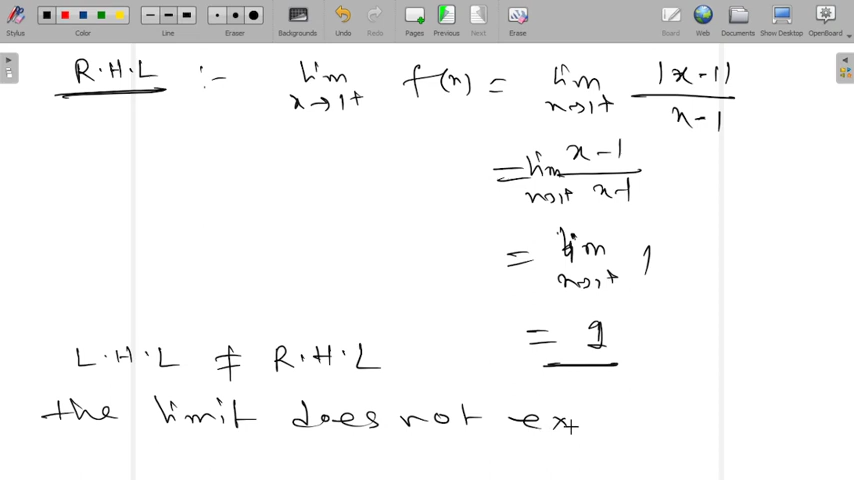 Stylus Color Line Eraser Backgrounds Undo Redo Pages Previous Next Erase Board Web Documents Show Desktop OpenBoard
R.H.L :- lim x→1+ f(x) = lim x→1+ |x-1| / x-1
= lim x→1+ x-1 / x-1
= lim x→1+ 1
= 1
L.H.L ≠ R.H.L
the limit does not ex